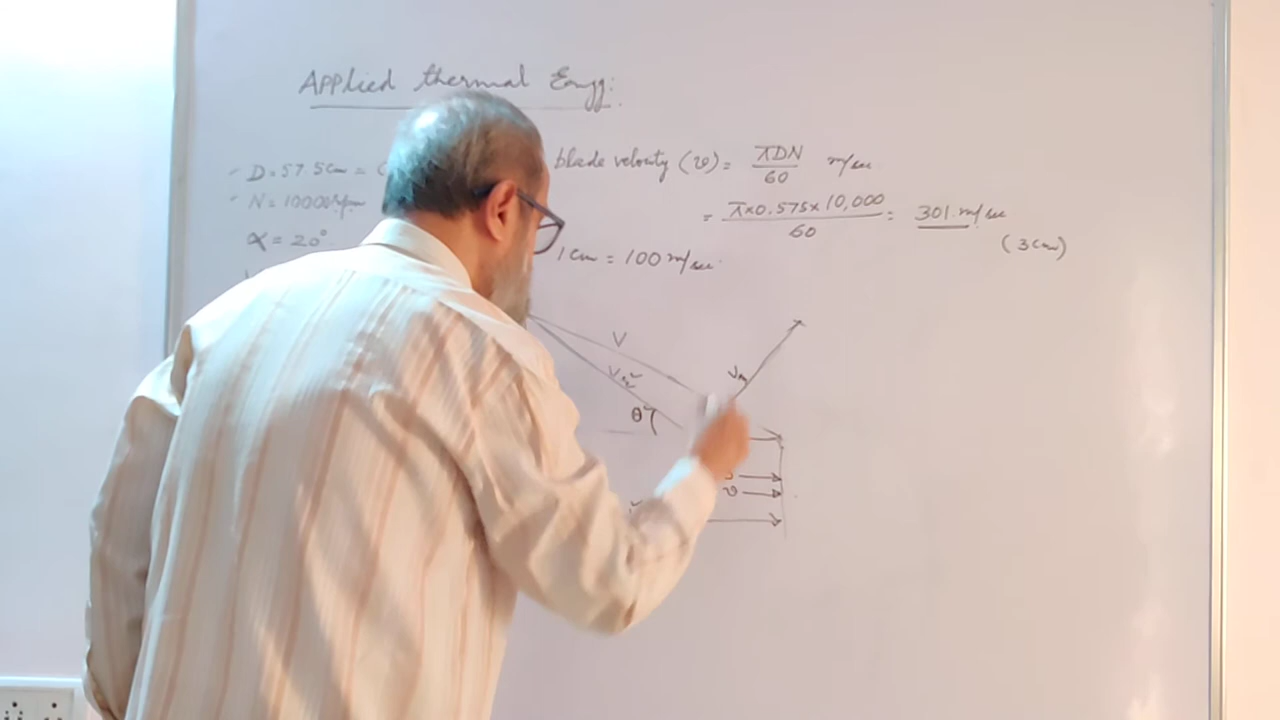 Applied thermal Engg:
D = 57.5 Cm =
blade velocity (v) = πDN / 60 m/sec
N = 10000 rpm
= π x 0.575 x 10,000 / 60 = 301 m/sec
α = 20°
1 Cm = 100 m/sec
(3 Cm)
V
θ
v